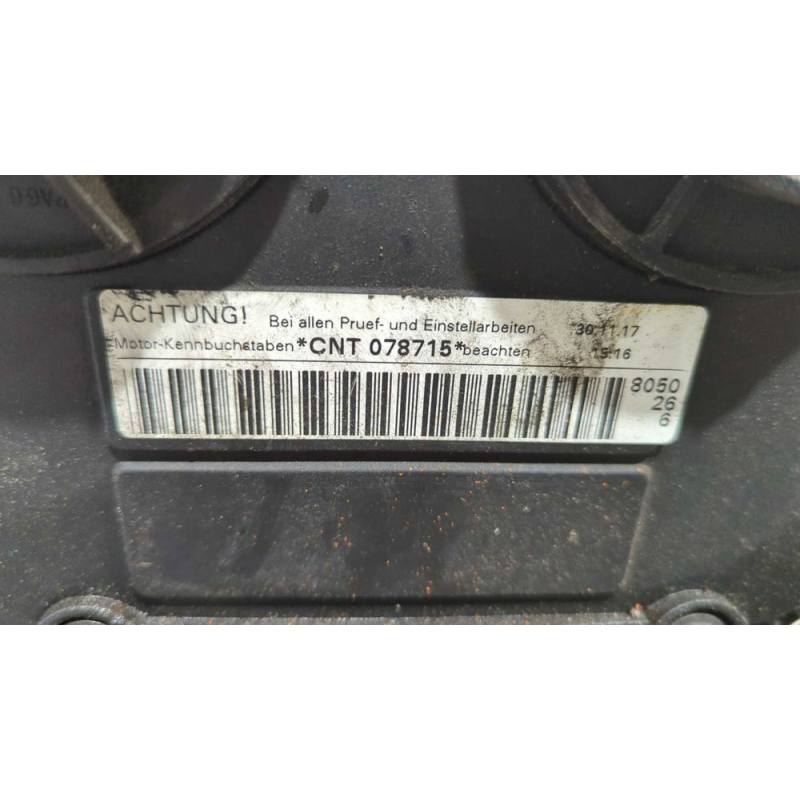 ACHTUNG! Bei allen Pruef- und Einstellarbeiten 30.11.17
Motor-Kennbuchstaben *CNT 078715* beachten 15:16
8050
26
6